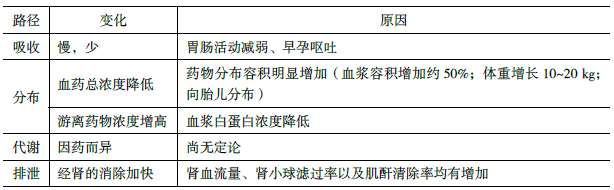 路径 变化 原因
吸收 慢，少 胃肠活动减弱、早孕呕吐
分布 血药总浓度降低 药物分布容积明显增加（血浆容积增加约 50%；体重增长 10~20 kg；
向胎儿分布）
游离药物浓度增高 血浆白蛋白浓度降低
代谢 因药而异 尚无定论
排泄 经肾的消除加快 肾血流量、肾小球滤过率以及肌酐清除率均有增加